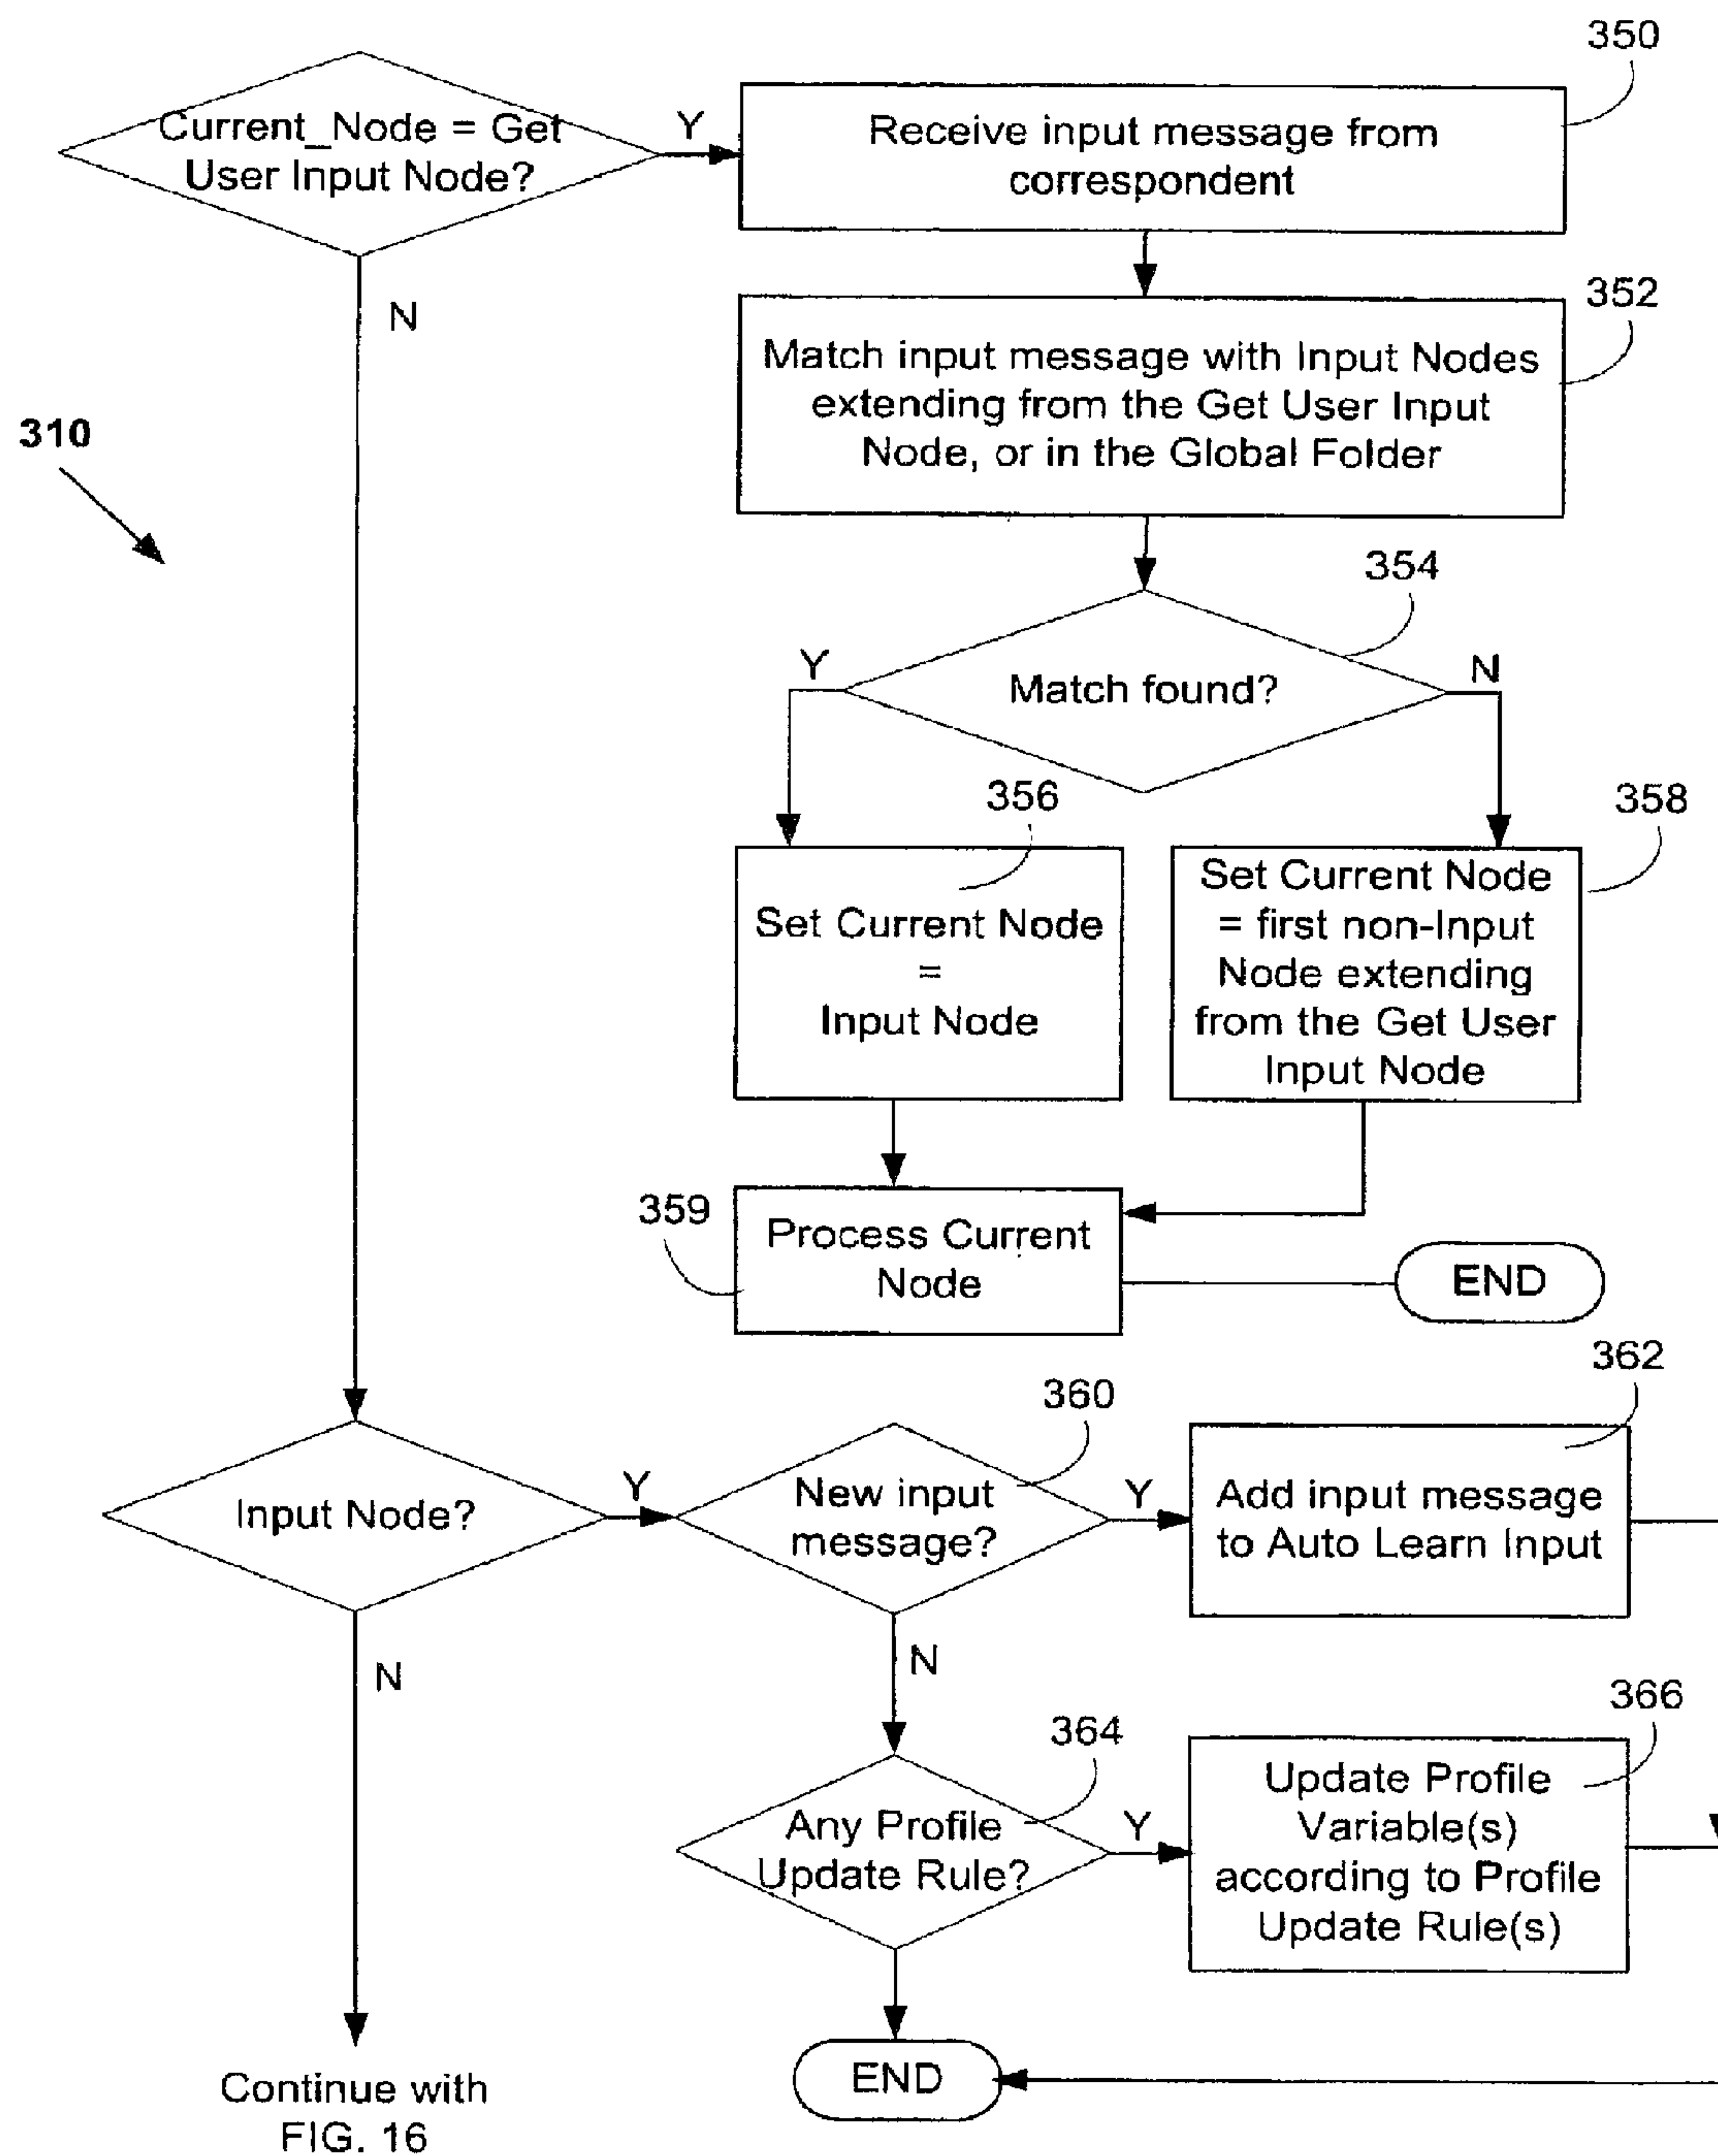 350
Current_Node = Get
User Input Node?
Y
Receive input message from
correspondent
N
352
Match input message with Input Nodes
extending from the Get User Input
Node, or in the Global Folder
310
354
Y
Match found?
N
356
358
Set Current Node
=
Input Node
Set Current Node
= first non-Input
Node extending
from the Get User
Input Node
359
Process Current
Node
END
362
360
Input Node?
Y
New input
message?
Y
Add input message
to Auto Learn Input
N
N
366
364
Any Profile
Update Rule?
Y
Update Profile
Variable(s)
according to Profile
Update Rule(s)
END
Continue with
FIG. 16